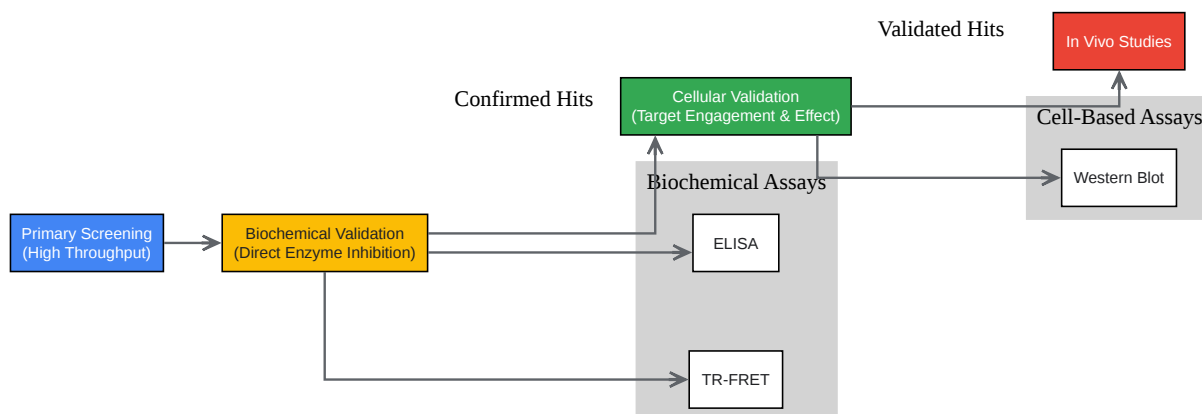 Validated Hits
In Vivo Studies
Confirmed Hits
Cellular Validation
(Target Engagement & Effect)
Cell-Based Assays
Western Blot
Biochemical Assays
Primary Screening
(High Throughput)
Biochemical Validation
(Direct Enzyme Inhibition)
ELISA
TR-FRET